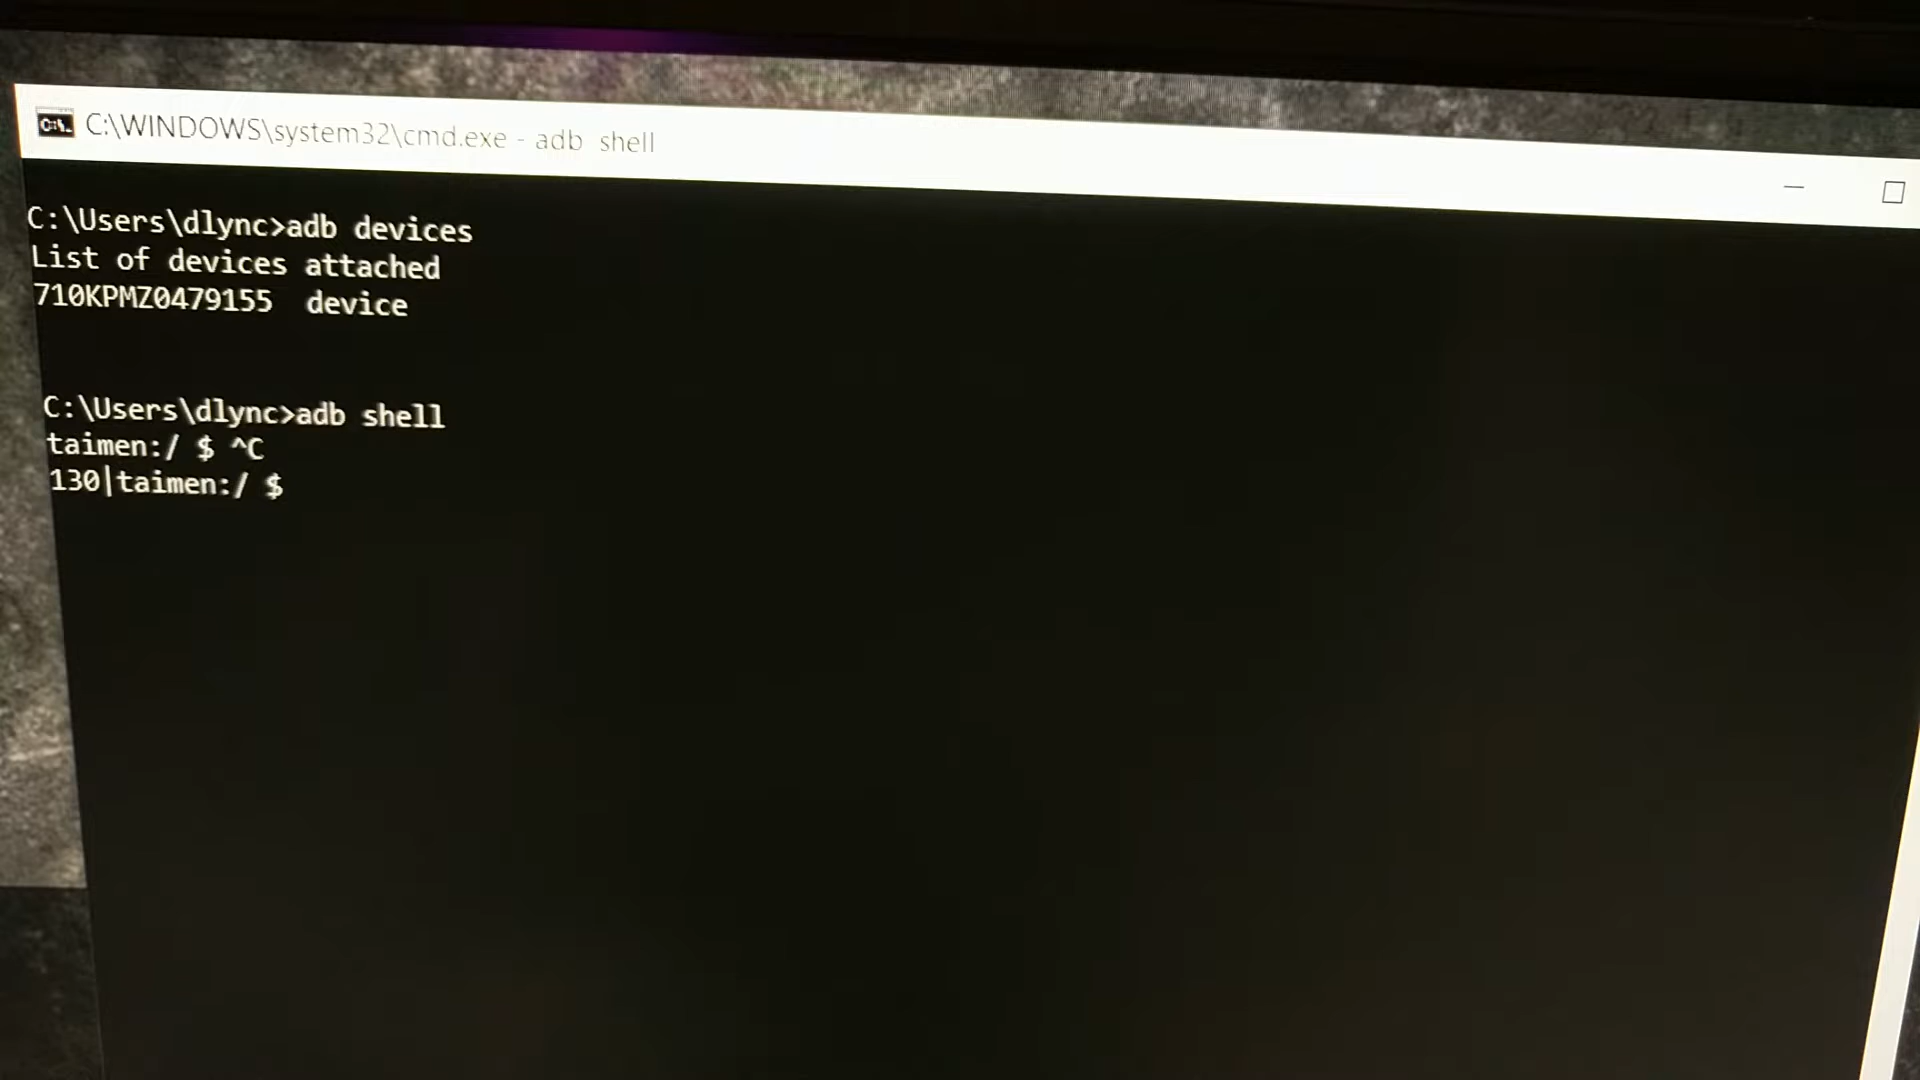 C:\WINDOWS\system32\cmd.exe - adb  shell
C:\Users\dlync>adb devices
List of devices attached
710KPMZ0479155  device
C:\Users\dlync>adb shell
taimen:/ $ ^C
130|taimen:/ $